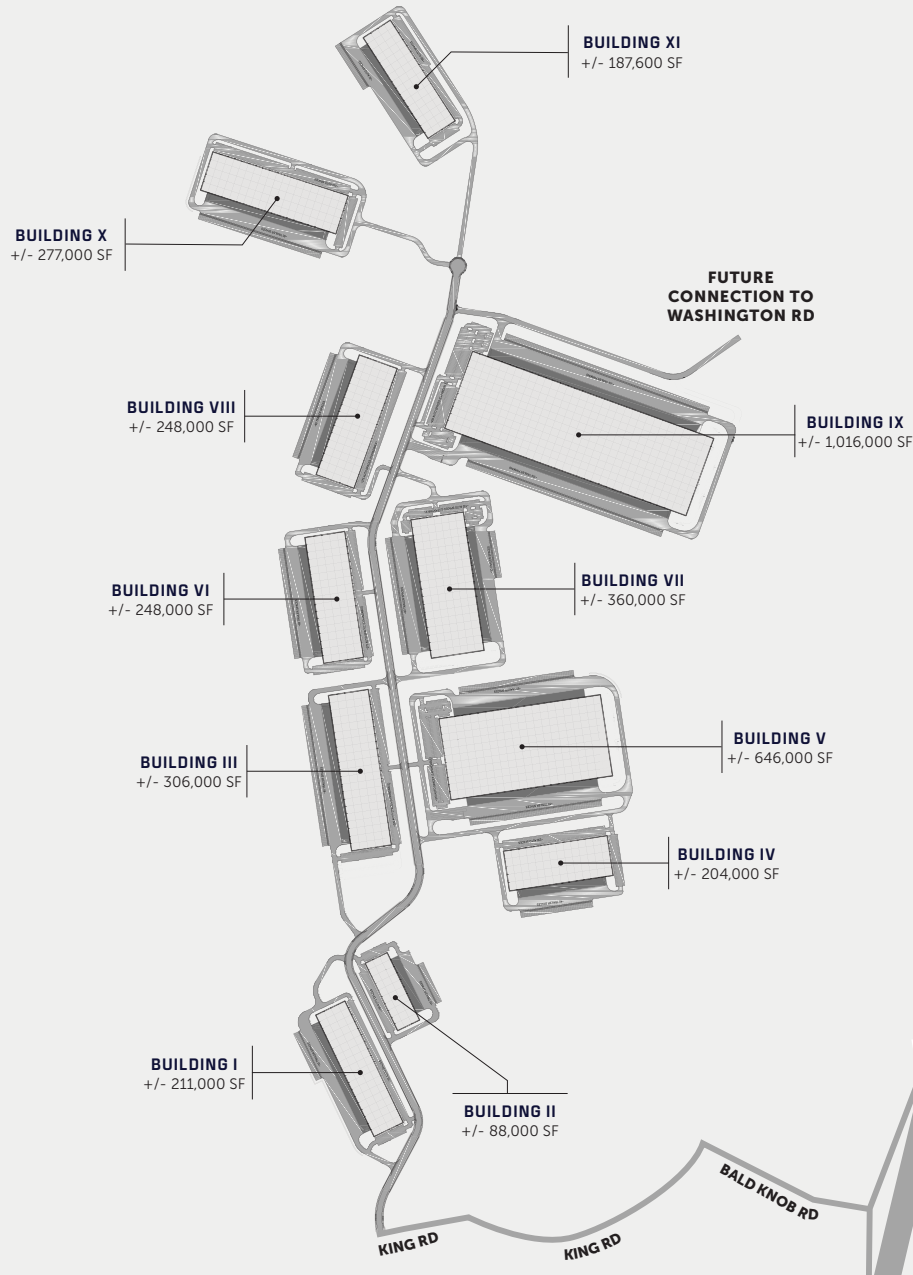 BUILDING XI
+/- 187,600 SF
BUILDING X
+/- 277,000 SF
FUTURE
CONNECTION TO
WASHINGTON RD
BUILDING VIII
+/- 248,000 SF
BUILDING IX
+/- 1,016,000 SF
BUILDING VI
+/- 248,000 SF
BUILDING VII
+/- 360,000 SF
BUILDING III
+/- 306,000 SF
BUILDING V
+/- 646,000 SF
BUILDING IV
+/- 204,000 SF
BUILDING I
+/- 211,000 SF
BUILDING II
+/- 88,000 SF
BALD KNOB RD
KING RD
KING RD